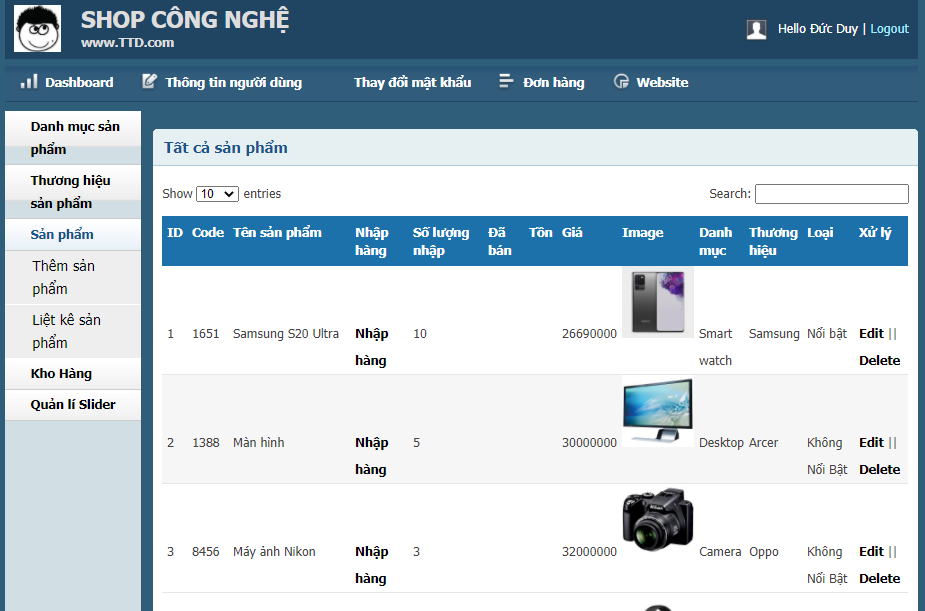 SHOP CÔNG NGHỆ
www.TTD.com
Hello Đức Duy | Logout
Dashboard Thông tin người dùng Thay đổi mật khẩu Đơn hàng Website
Danh mục sản
phẩm
Thương hiệu
sản phẩm
Sản phẩm
Thêm sản
phẩm
Liệt kê sản
phẩm
Kho Hàng
Quản lí Slider
Tất cả sản phẩm
Show 10 entries Search:
ID Code Tên sản phẩm Nhập Số lượng Đã Tồn Giá Image Danh Thương Loại Xử lý
hàng nhập bán mục hiệu
1 1651 Samsung S20 Ultra Nhập 10 26690000 Smart Samsung Nổi bật Edit ||
hàng watch Delete
2 1388 Màn hình Nhập 5 30000000 Desktop Arcer Không Edit ||
hàng Nổi Bật Delete
3 8456 Máy ảnh Nikon Nhập 3 32000000 Camera Oppo Không Edit ||
hàng Nổi Bật Delete